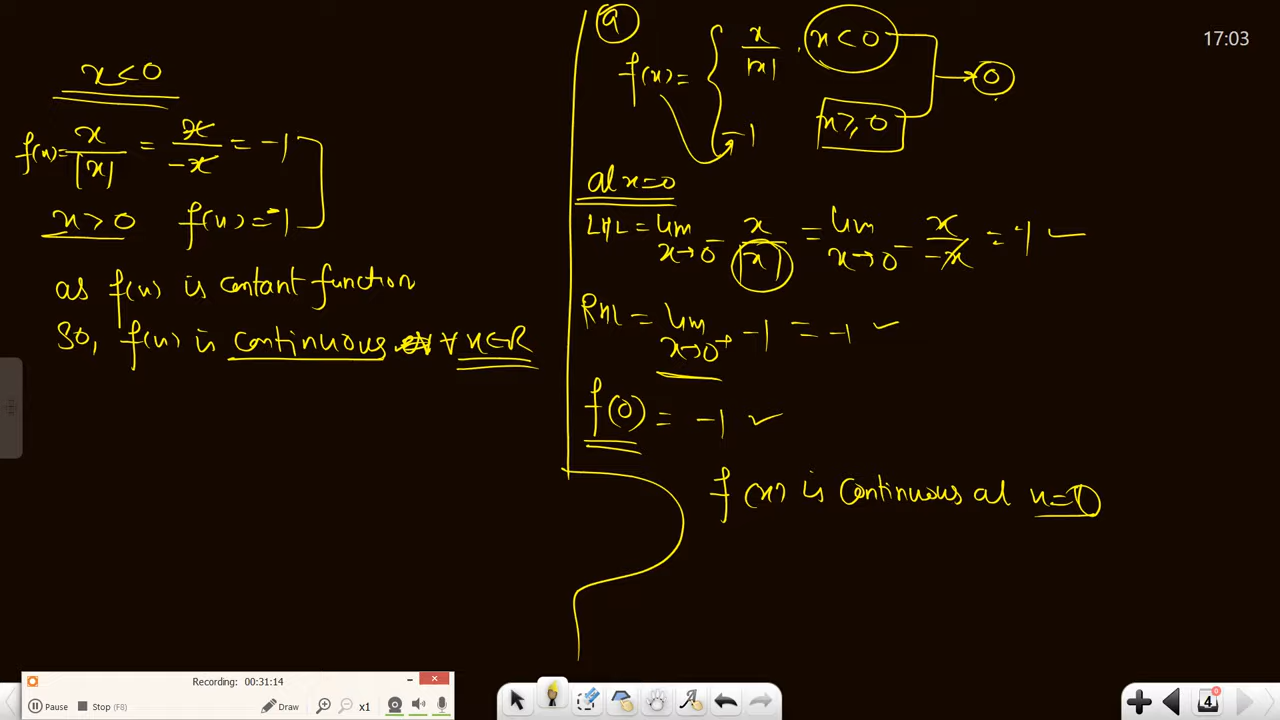 17:03
x<0
f(x)= x/|x| = x/-x = -1
x>0 f(x)=-1
as f(x) is contant function
So, f(x) is continuous ∀ x∈R
9
f(x)= { x/|x| , x<0
-1 x≥0
0
at x=0
LHL = lim x→0⁻ x/|x| = lim x→0⁻ x/-x = -1
RHL = lim x→0⁺ -1 = -1
f(0) = -1
f(x) is continuous at x=0
Recording: 00:31:14
Pause Stop (F8) Draw x1
4